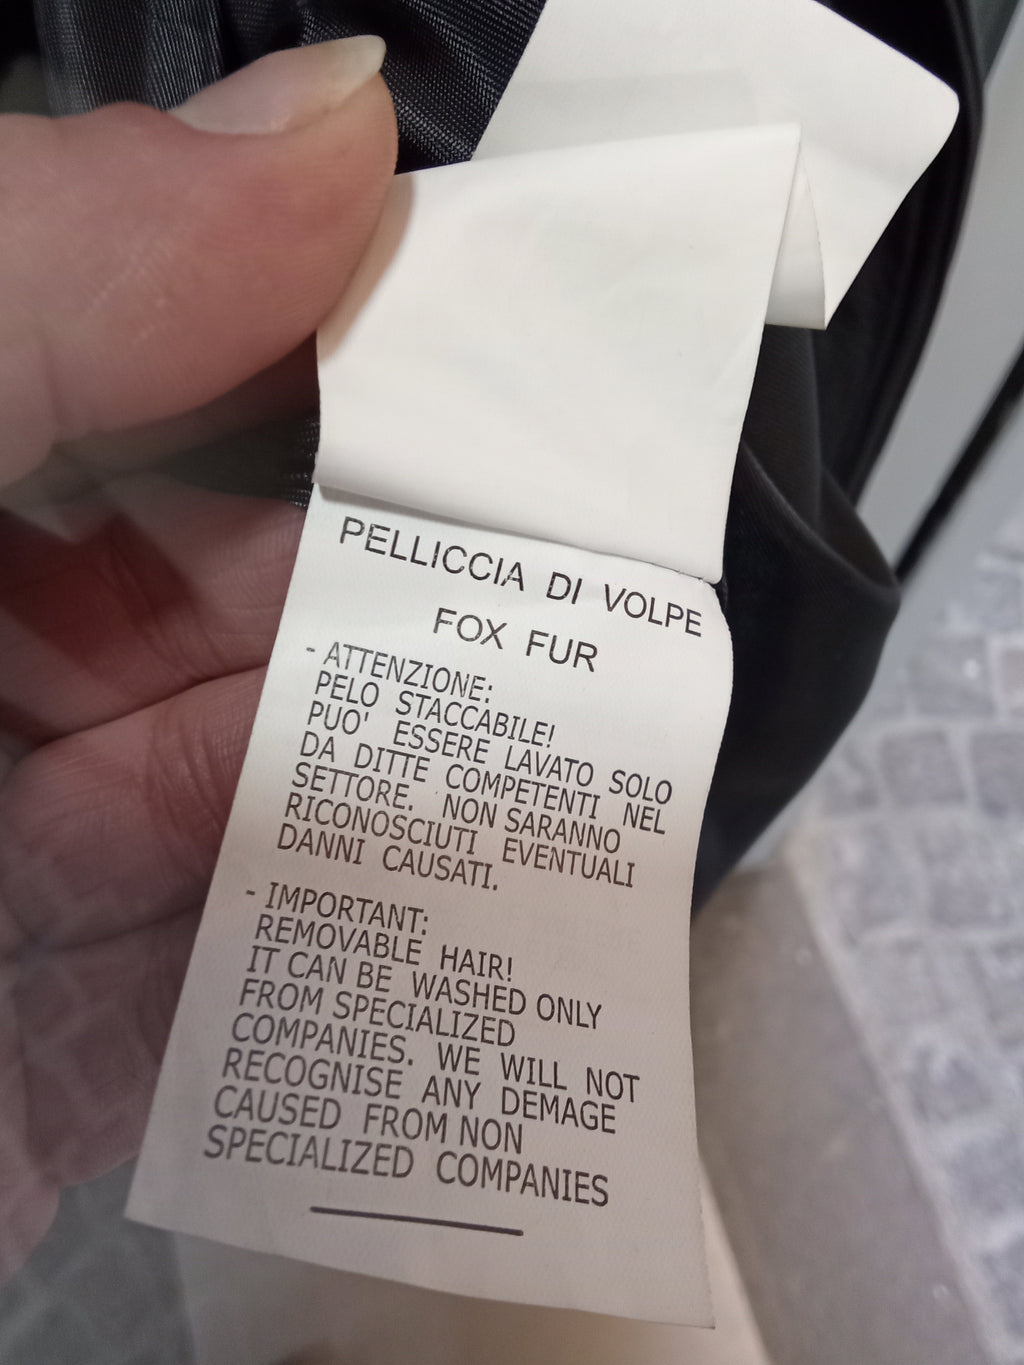 PELLICCIA DI VOLPE
FOX FUR
- ATTENZIONE:
PELO STACCABILE!
PUO' ESSERE LAVATO SOLO
DA DITTE COMPETENTI NEL
SETTORE. NON SARANNO
RICONOSCIUTI EVENTUALI
DANNI CAUSATI.
- IMPORTANT:
REMOVABLE HAIR!
IT CAN BE WASHED ONLY
FROM SPECIALIZED
COMPANIES. WE WILL NOT
RECOGNISE ANY DEMAGE
CAUSED FROM NON
SPECIALIZED COMPANIES